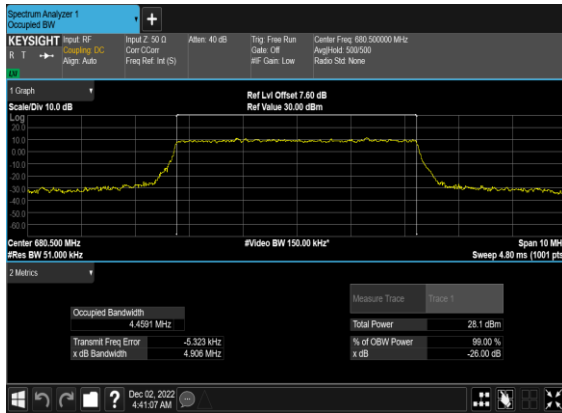 Spectrum Analyzer 1
Occupied BW
+
KEYSIGHT
R T
LXI
Input: RF
Coupling: DC
Align: Auto
Input Z: 50 Ω
Corr CCorr
Freq Ref: Int (S)
Atten: 40 dB
Trig: Free Run
Gate: Off
#IF Gain: Low
Center Freq: 680.500000 MHz
Avg|Hold: 500/500
Radio Std: None
1 Graph
Scale/Div 10.0 dB
Ref Lvl Offset 7.60 dB
Ref Value 30.00 dBm
Log
20.0
10.0
0.00
-10.0
-20.0
-30.0
-40.0
-50.0
-60.0
Center 680.500 MHz
#Res BW 51.000 kHz
#Video BW 150.00 kHz*
Span 10 MH
Sweep 4.80 ms (1001 pts
2 Metrics
Measure Trace Trace 1
Occupied Bandwidth
4.4591 MHz
Total Power 28.1 dBm
Transmit Freq Error -5.323 kHz
x dB Bandwidth 4.906 MHz
% of OBW Power 99.00 %
x dB -26.00 dB
?
Dec 02, 2022
4:41:07 AM